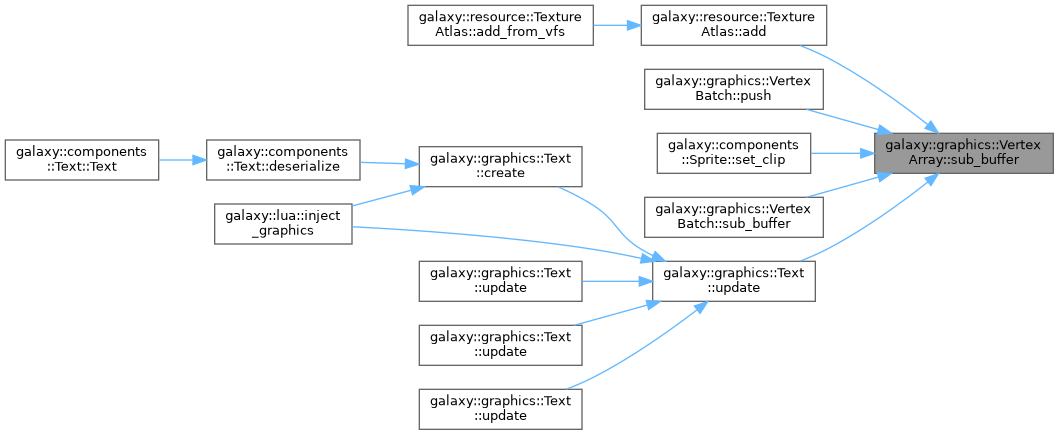 galaxy::resource::Texture
Atlas::add_from_vfs
galaxy::resource::Texture
Atlas::add
galaxy::graphics::Vertex
Batch::push
galaxy::components
::Sprite::set_clip
galaxy::graphics::Vertex
Array::sub_buffer
galaxy::components
::Text::Text
galaxy::components
::Text::deserialize
galaxy::graphics::Text
::create
galaxy::lua::inject
_graphics
galaxy::graphics::Vertex
Batch::sub_buffer
galaxy::graphics::Text
::update
galaxy::graphics::Text
::update
galaxy::graphics::Text
::update
galaxy::graphics::Text
::update